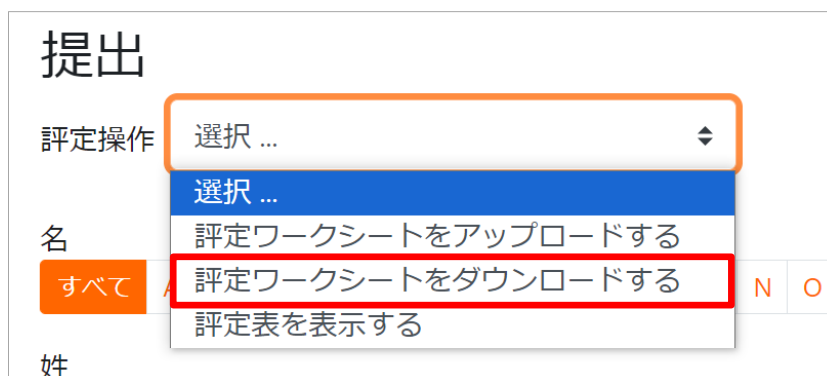 提出
評定操作 選択 ...
選択 ...
評定ワークシートをアップロードする
名
評定ワークシートをダウンロードする
すべて N O
評定表を表示する
姓